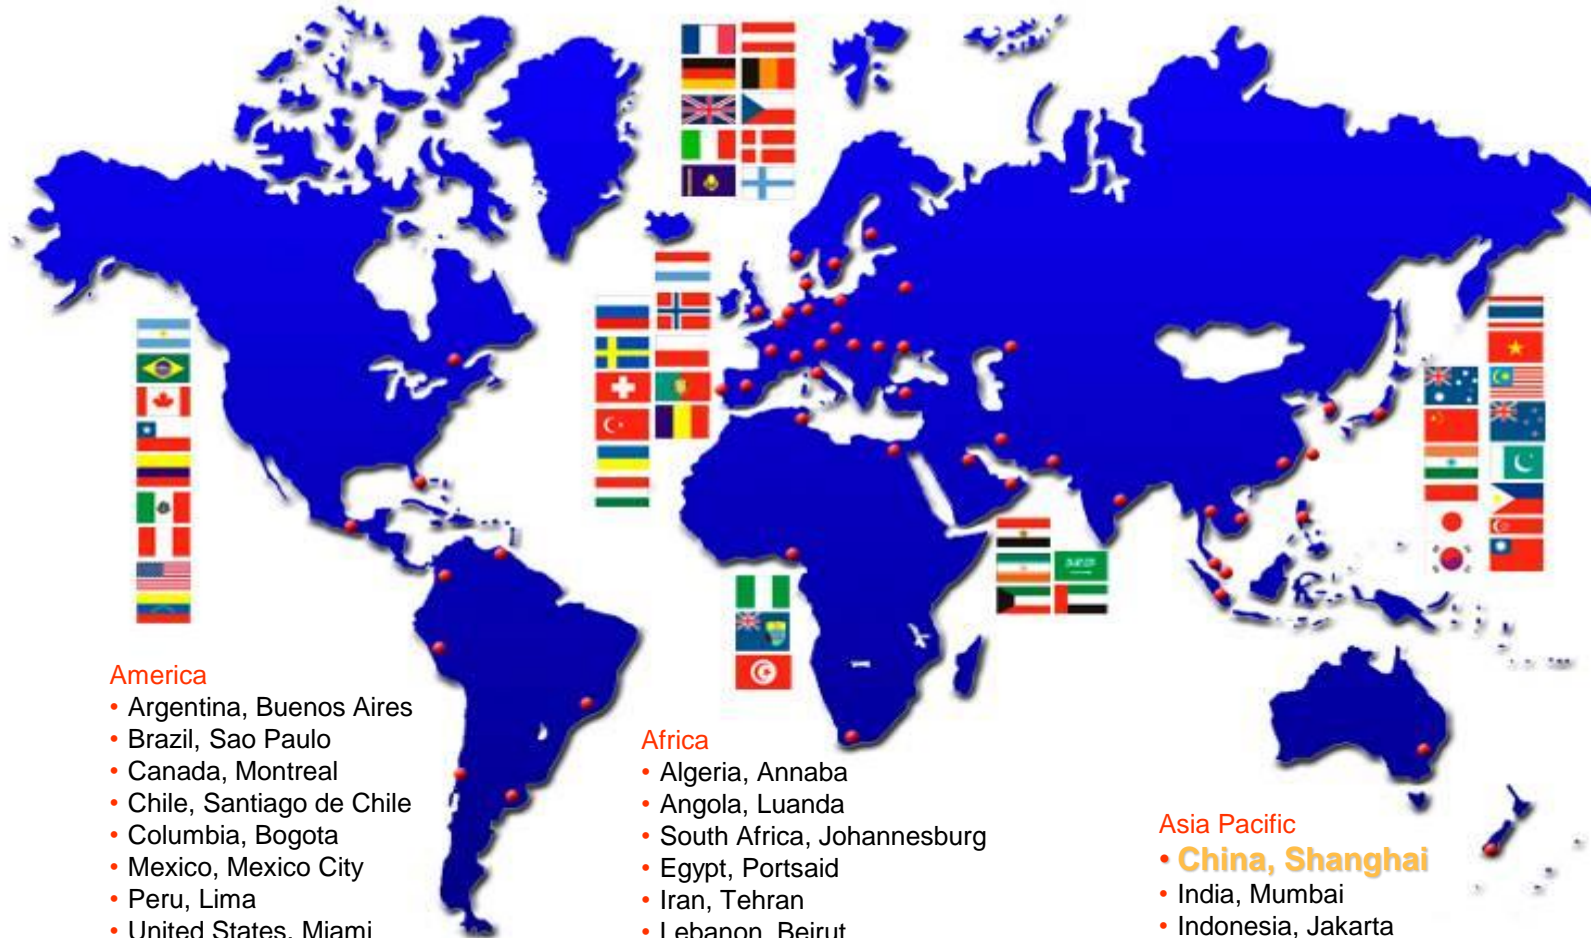 America
• Argentina, Buenos Aires
• Brazil, Sao Paulo
• Canada, Montreal
• Chile, Santiago de Chile
• Columbia, Bogota
• Mexico, Mexico City
• Peru, Lima
• United States, Miami
Africa
• Algeria, Annaba
• Angola, Luanda
• South Africa, Johannesburg
• Egypt, Portsaid
• Iran, Tehran
• Lebanon, Beirut
Asia Pacific
• China, Shanghai
• India, Mumbai
• Indonesia, Jakarta